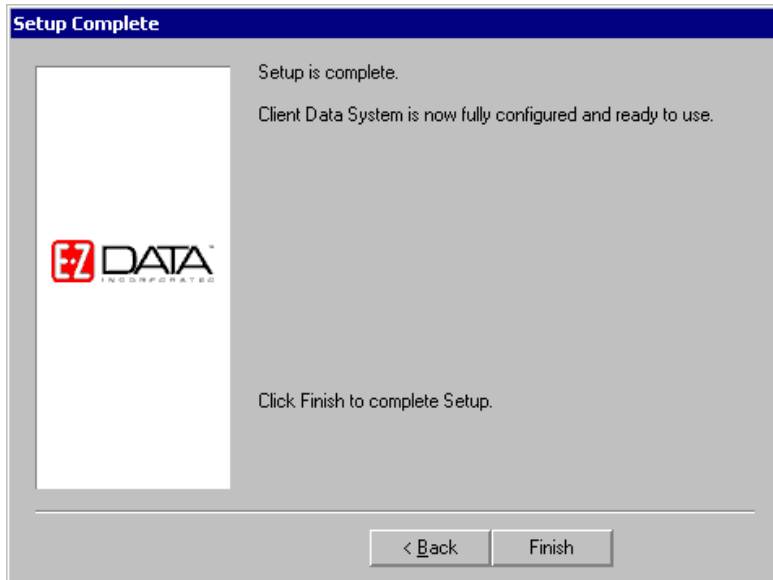 Setup Complete
Setup is complete.
Client Data System is now fully configured and ready to use.
E-Z DATA™
INCORPORATED
Click Finish to complete Setup.
< Back
Finish